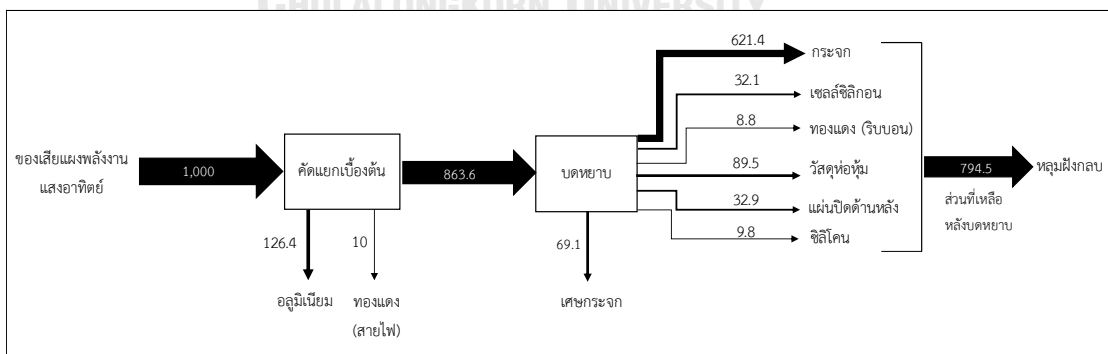 CHULALONGKORN UNIVERSITY
621.4
กระจก
32.1
เซลล์ซิลิกอน
8.8
ทองแดง (ริบบอน)
ของเสียแผงพลังงาน
แสงอาทิตย์
1,000
คัดแยกเบื้องต้น
863.6
บดหยาบ
89.5
วัสดุห่อหุ้ม
794.5
หลุมฝังกลบ
ส่วนที่เหลือ
หลังบดหยาบ
32.9
แผ่นปิดด้านหลัง
9.8
ซิลิโคน
126.4
10
69.1
อลูมิเนียม
ทองแดง
(สายไฟ)
เศษกระจก